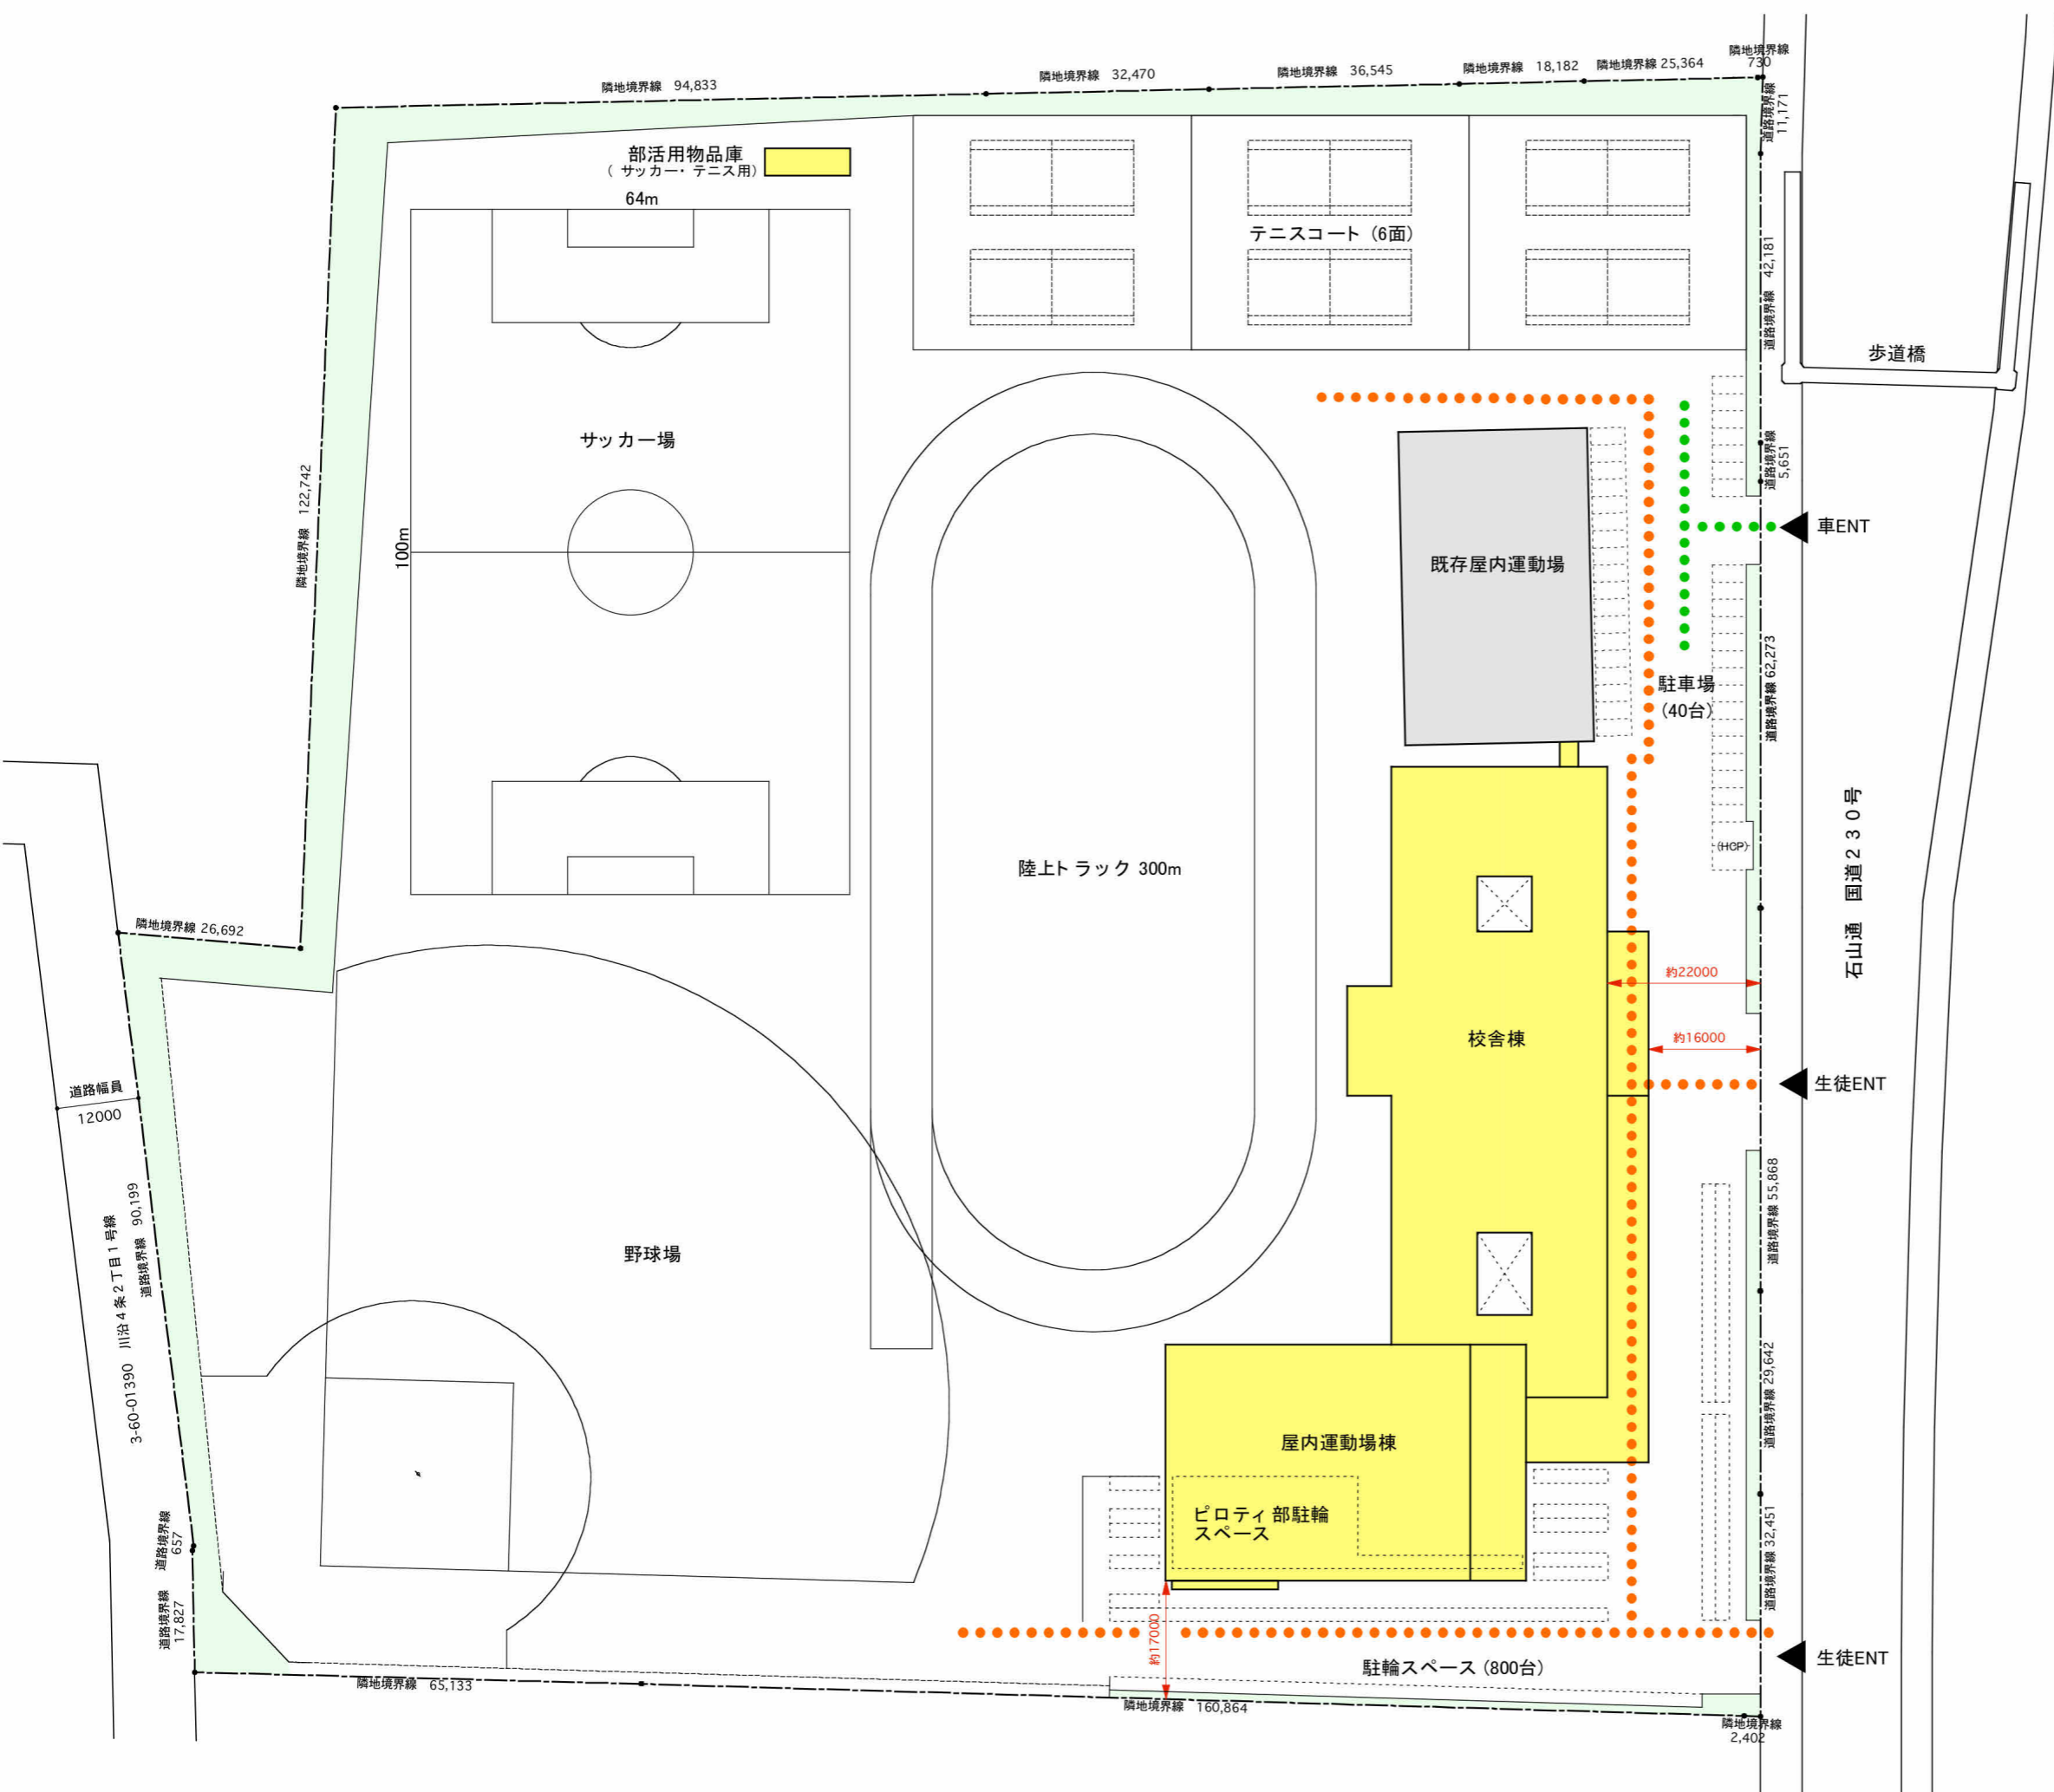 隣地境界線 94,833
隣地境界線 32,470
隣地境界線 36,545
隣地境界線 18,182
隣地境界線 25,364
隣地境界線
730
道路境界線
11,171
部活用物品庫
( サッカー・テニス用)
64m
テニスコート (6面)
道路境界線 42,181
歩道橋
サッカー場
道路境界線
5,651
隣地境界線 122,742
100m
車ENT
既存屋内運動場
道路境界線 62,273
駐車場
(40台)
(HCP)
石山通 国道230号
陸上トラック 300m
隣地境界線 26,692
約22000
校舎棟
約16000
生徒ENT
道路幅員
12000
道路境界線 90,199
3-60-01390 川沿4条2丁目1号線
道路境界線 55,868
野球場
道路境界線 29,642
屋内運動場棟
ピロティ部駐輪
スペース
道路境界線
657
道路境界線
17,827
道路境界線 32,451
約17000
生徒ENT
駐輪スペース (800台)
隣地境界線 65,133
隣地境界線 160,864
隣地境界線
2,402